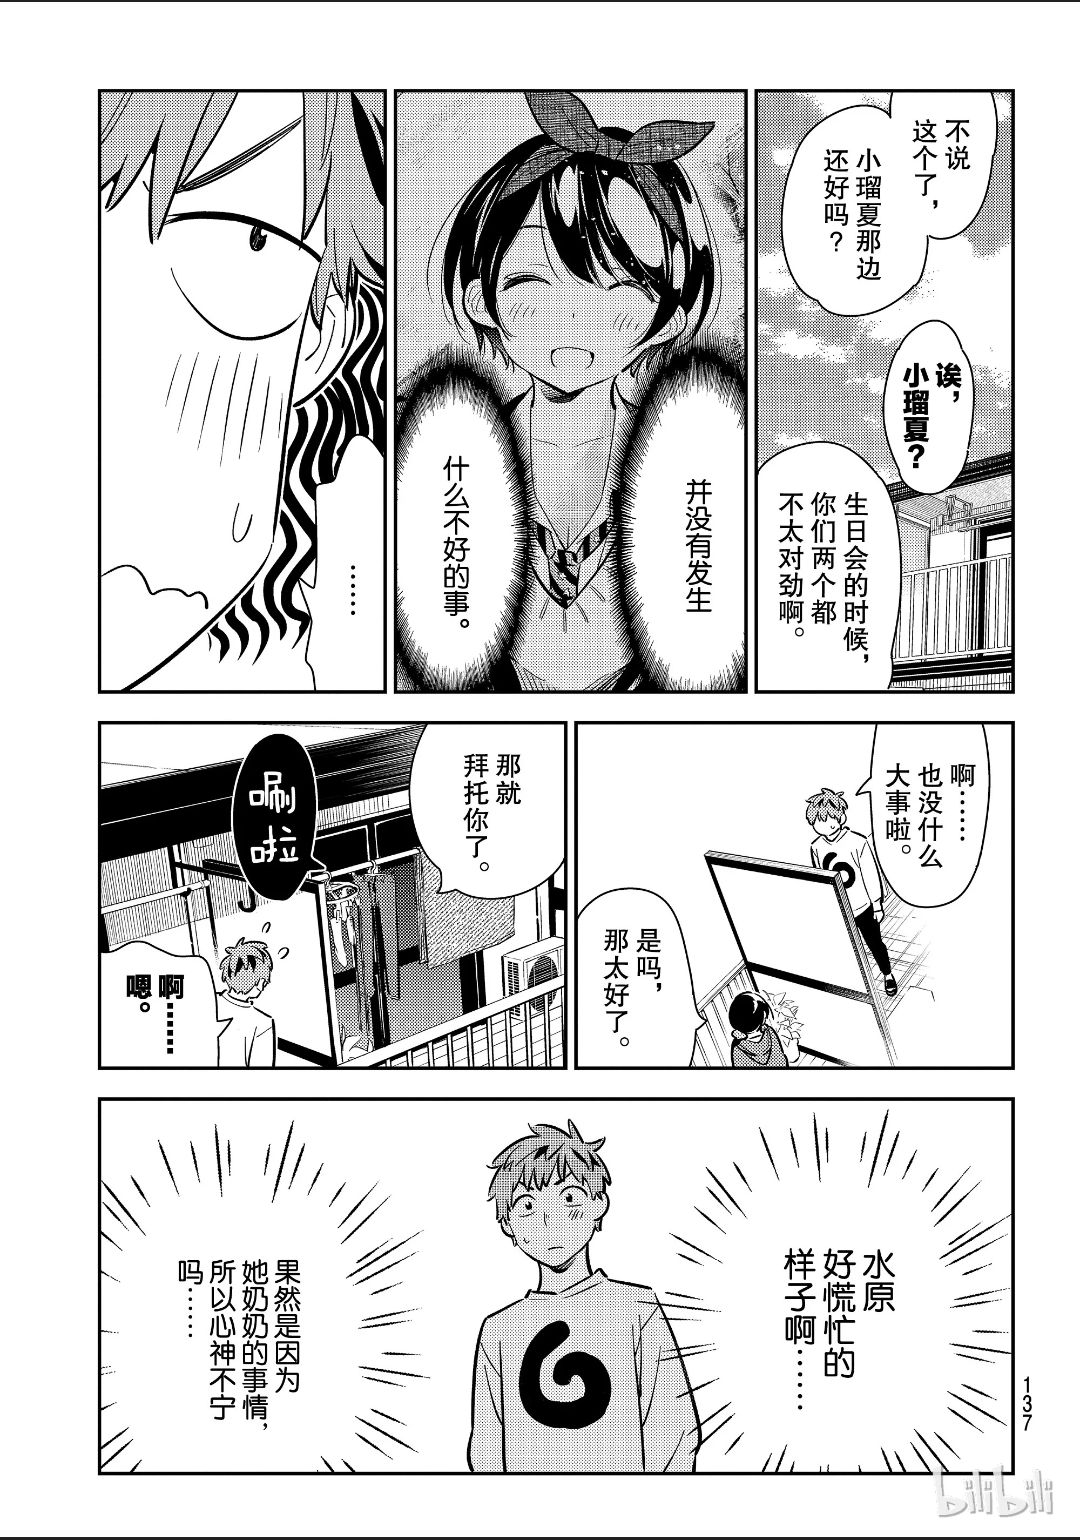 不说
这个了，
小瑠夏那边
还好吗？
诶，
小瑠夏？
生日会的时候，
你们两个都
不太对劲啊。
并没有发生
什么不好的事。
……
啊……
也没什么
大事啦。
是吗，
那太好了。
那就
拜托你了。
唰啦
啊……
嗯。
水原
好慌忙的
样子啊……
果然是因为
她奶奶的事情，
所以心神不宁
吗……
137
bilibili